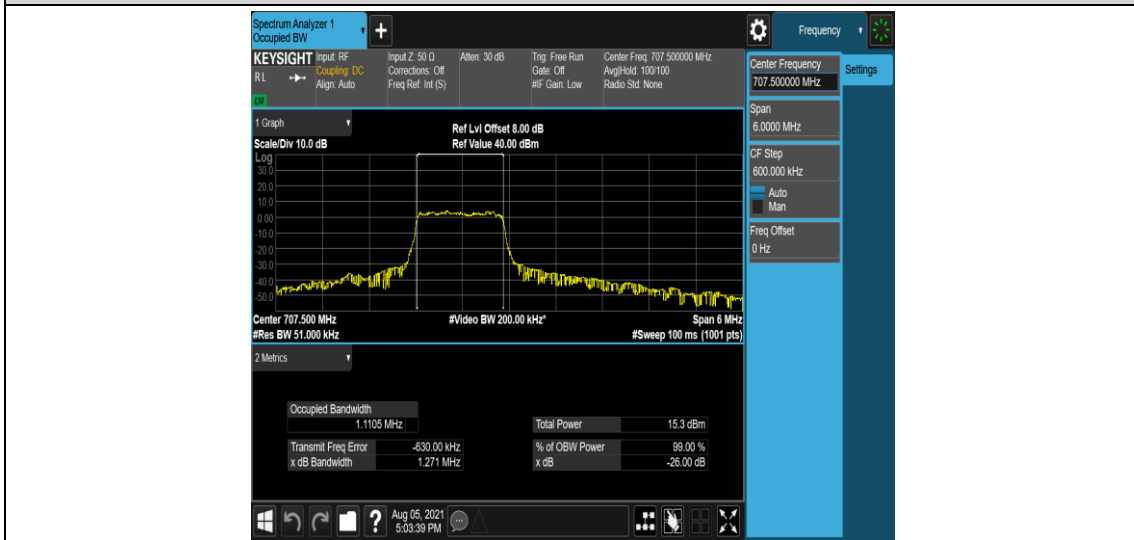 Spectrum Analyzer 1
Occupied BW
+
Frequency
KEYSIGHT
RL
Input: RF
Coupling: DC
Align: Auto
Input Z: 50 Ω
Corrections: Off
Freq Ref: Int (S)
Atten: 30 dB
Trig: Free Run
Gate: Off
#IF Gain: Low
Center Freq: 707.500000 MHz
Avg|Hold: 100/100
Radio Std: None
Center Frequency
707.500000 MHz
Settings
Span
6.0000 MHz
CF Step
600.000 kHz
Auto
Man
Freq Offset
0 Hz
1 Graph
Scale/Div 10.0 dB
Ref Lvl Offset 8.00 dB
Ref Value 40.00 dBm
Log
30.0
20.0
10.0
0.00
-10.0
-20.0
-30.0
-40.0
-50.0
Center 707.500 MHz
#Video BW 200.00 kHz*
Span 6 MHz
#Res BW 51.000 kHz
#Sweep 100 ms (1001 pts)
2 Metrics
Occupied Bandwidth
1.1105 MHz
Total Power 15.3 dBm
Transmit Freq Error -630.00 kHz
% of OBW Power 99.00 %
x dB Bandwidth 1.271 MHz
x dB -26.00 dB
?
Aug 05, 2021
5:03:39 PM